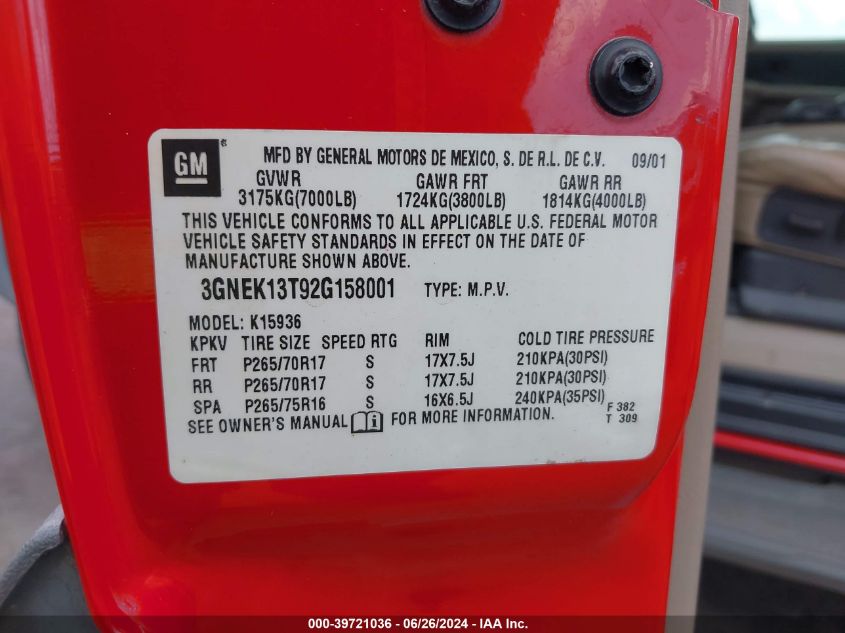 GM® MFD BY GENERAL MOTORS DE MEXICO, S. DE R.L. DE C.V. 09/01
GVWR GAWR FRT GAWR RR
3175KG(7000LB) 1724KG(3800LB) 1814KG(4000LB)
THIS VEHICLE CONFORMS TO ALL APPLICABLE U.S. FEDERAL MOTOR
VEHICLE SAFETY STANDARDS IN EFFECT ON THE DATE OF
MANUFACTURE SHOWN ABOVE.
3GNEK13T92G158001 TYPE: M.P.V.
MODEL: K15936
KPKV TIRE SIZE SPEED RTG RIM COLD TIRE PRESSURE
FRT P265/70R17 S 17X7.5J 210KPA(30PSI)
RR P265/70R17 S 17X7.5J 210KPA(30PSI)
SPA P265/75R16 S 16X6.5J 240KPA(35PSI)
SEE OWNER'S MANUAL FOR MORE INFORMATION.
F 382
T 309
000-39721036 - 06/26/2024 - IAA Inc.